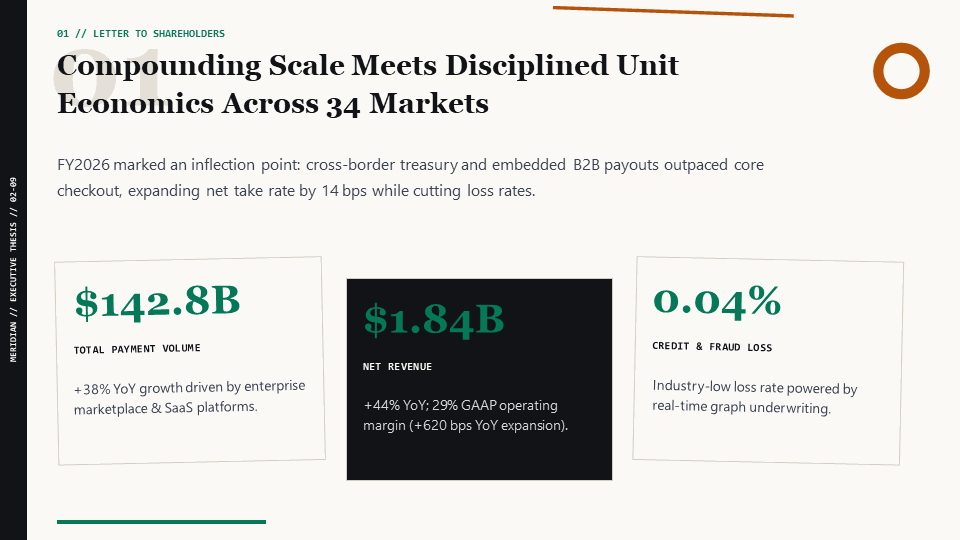 MERIDIAN // EXECUTIVE THESIS // 02-09
01 // LETTER TO SHAREHOLDERS
01
Compounding Scale Meets Disciplined Unit
Economics Across 34 Markets
FY2026 marked an inflection point: cross-border treasury and embedded B2B payouts outpaced core
checkout, expanding net take rate by 14 bps while cutting loss rates.
$142.8B
TOTAL PAYMENT VOLUME
+38% YoY growth driven by enterprise
marketplace & SaaS platforms.
$1.84B
NET REVENUE
+44% YoY; 29% GAAP operating
margin (+620 bps YoY expansion).
0.04%
CREDIT & FRAUD LOSS
Industry-low loss rate powered by
real-time graph underwriting.